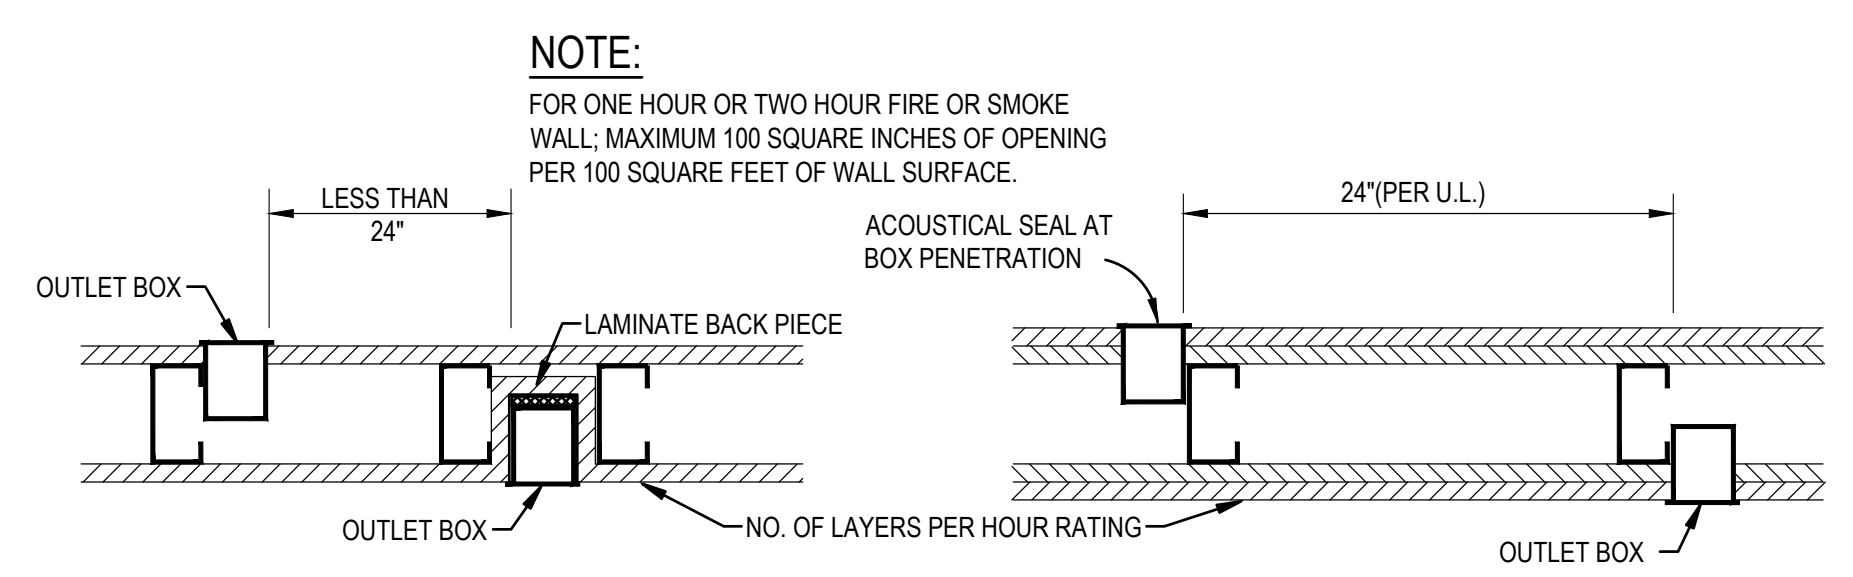 NOTE:
FOR ONE HOUR OR TWO HOUR FIRE OR SMOKE
WALL; MAXIMUM 100 SQUARE INCHES OF OPENING
PER 100 SQUARE FEET OF WALL SURFACE.
LESS THAN
24"
OUTLET BOX
LAMINATE BACK PIECE
OUTLET BOX
NO. OF LAYERS PER HOUR RATING
ACOUSTICAL SEAL AT
BOX PENETRATION
24"(PER U.L.)
OUTLET BOX